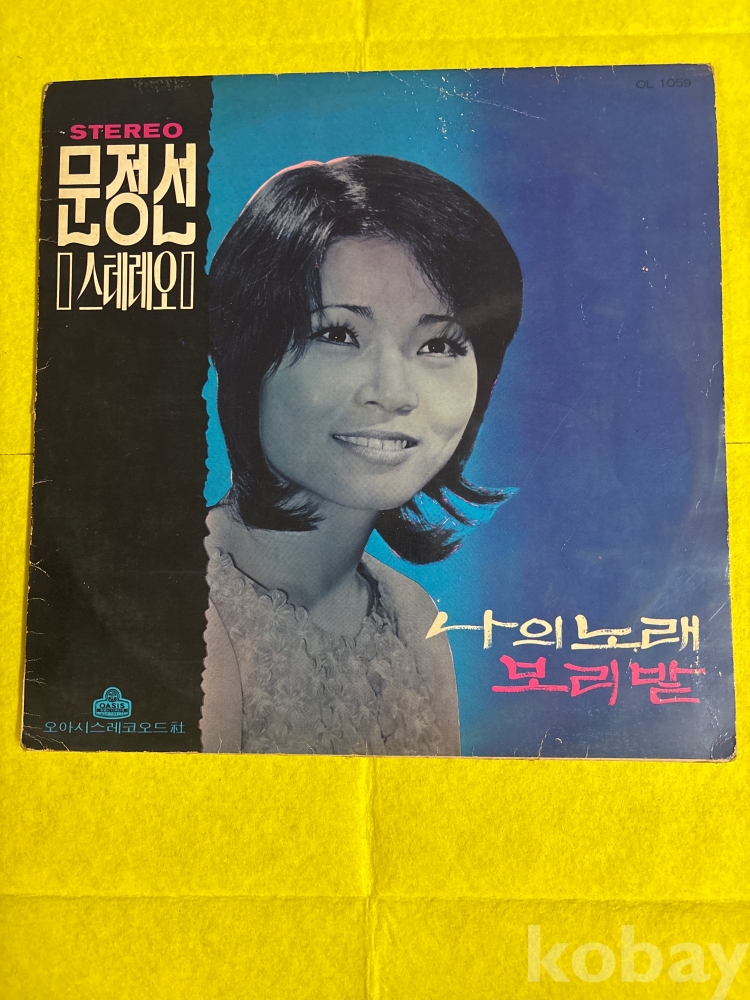 OL 1059
STEREO
문정선
[스테레오]
나의 노래
보리밭
OASIS
오아시스레코오드社
kobay